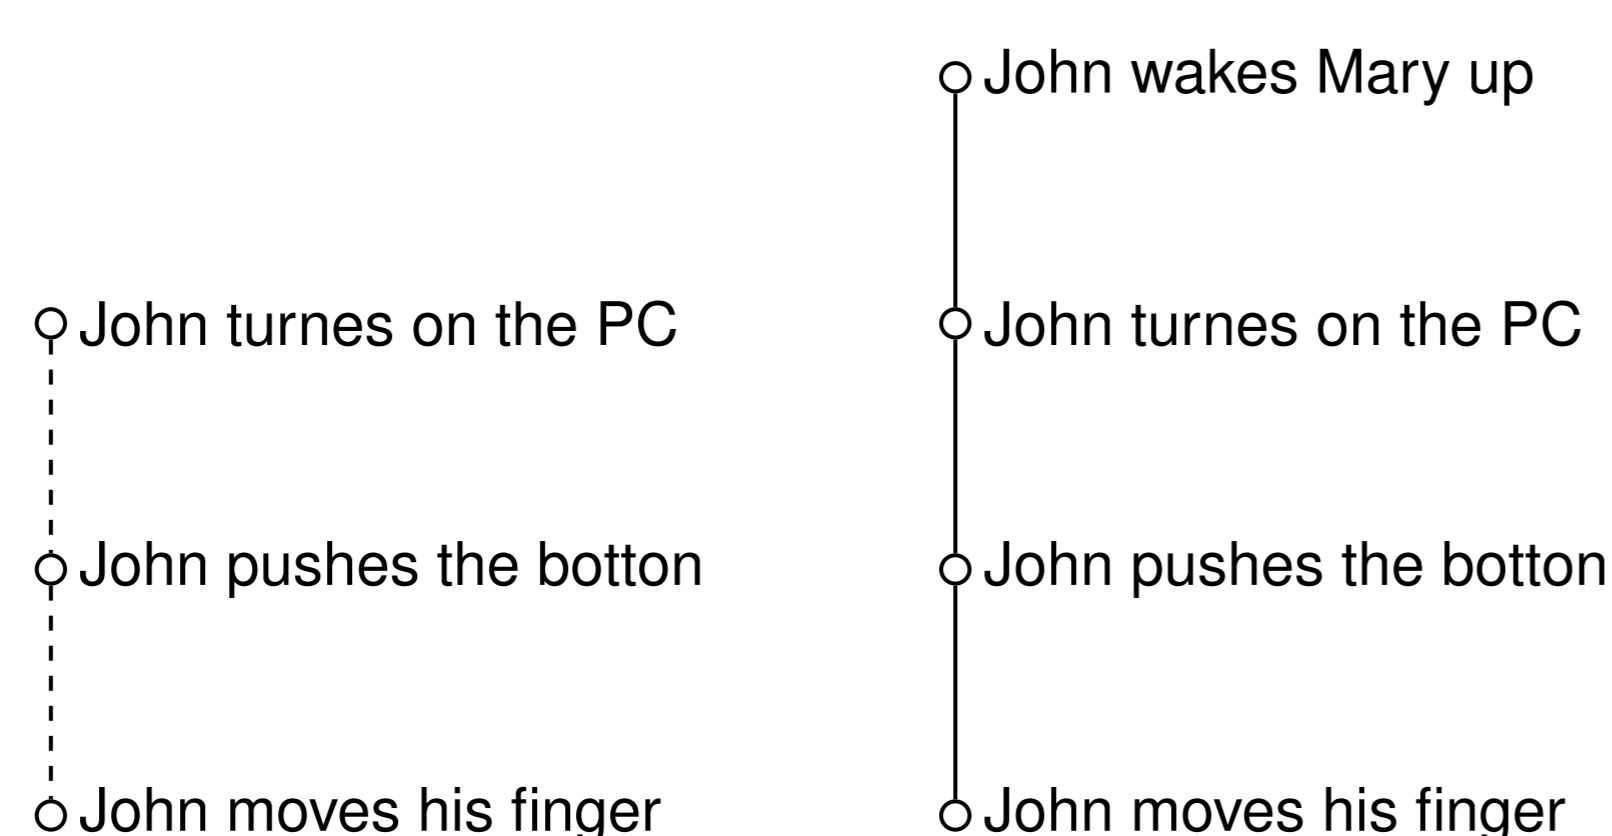 John wakes Mary up
John turnes on the PC
John turnes on the PC
John pushes the botton
John pushes the botton
John moves his finger
John moves his finger